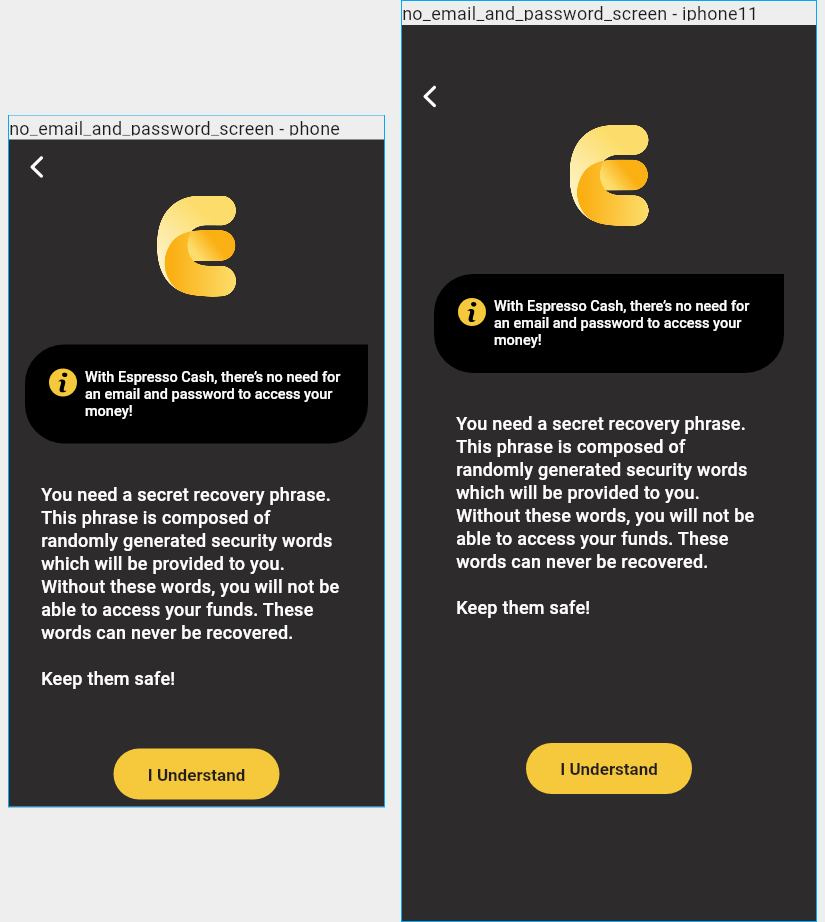 no_email_and_password_screen - phone
With Espresso Cash, there’s no need for
an email and password to access your
money!
You need a secret recovery phrase.
This phrase is composed of
randomly generated security words
which will be provided to you.
Without these words, you will not be
able to access your funds. These
words can never be recovered.
Keep them safe!
I Understand
no_email_and_password_screen - iphone11
With Espresso Cash, there’s no need for
an email and password to access your
money!
You need a secret recovery phrase.
This phrase is composed of
randomly generated security words
which will be provided to you.
Without these words, you will not be
able to access your funds. These
words can never be recovered.
Keep them safe!
I Understand